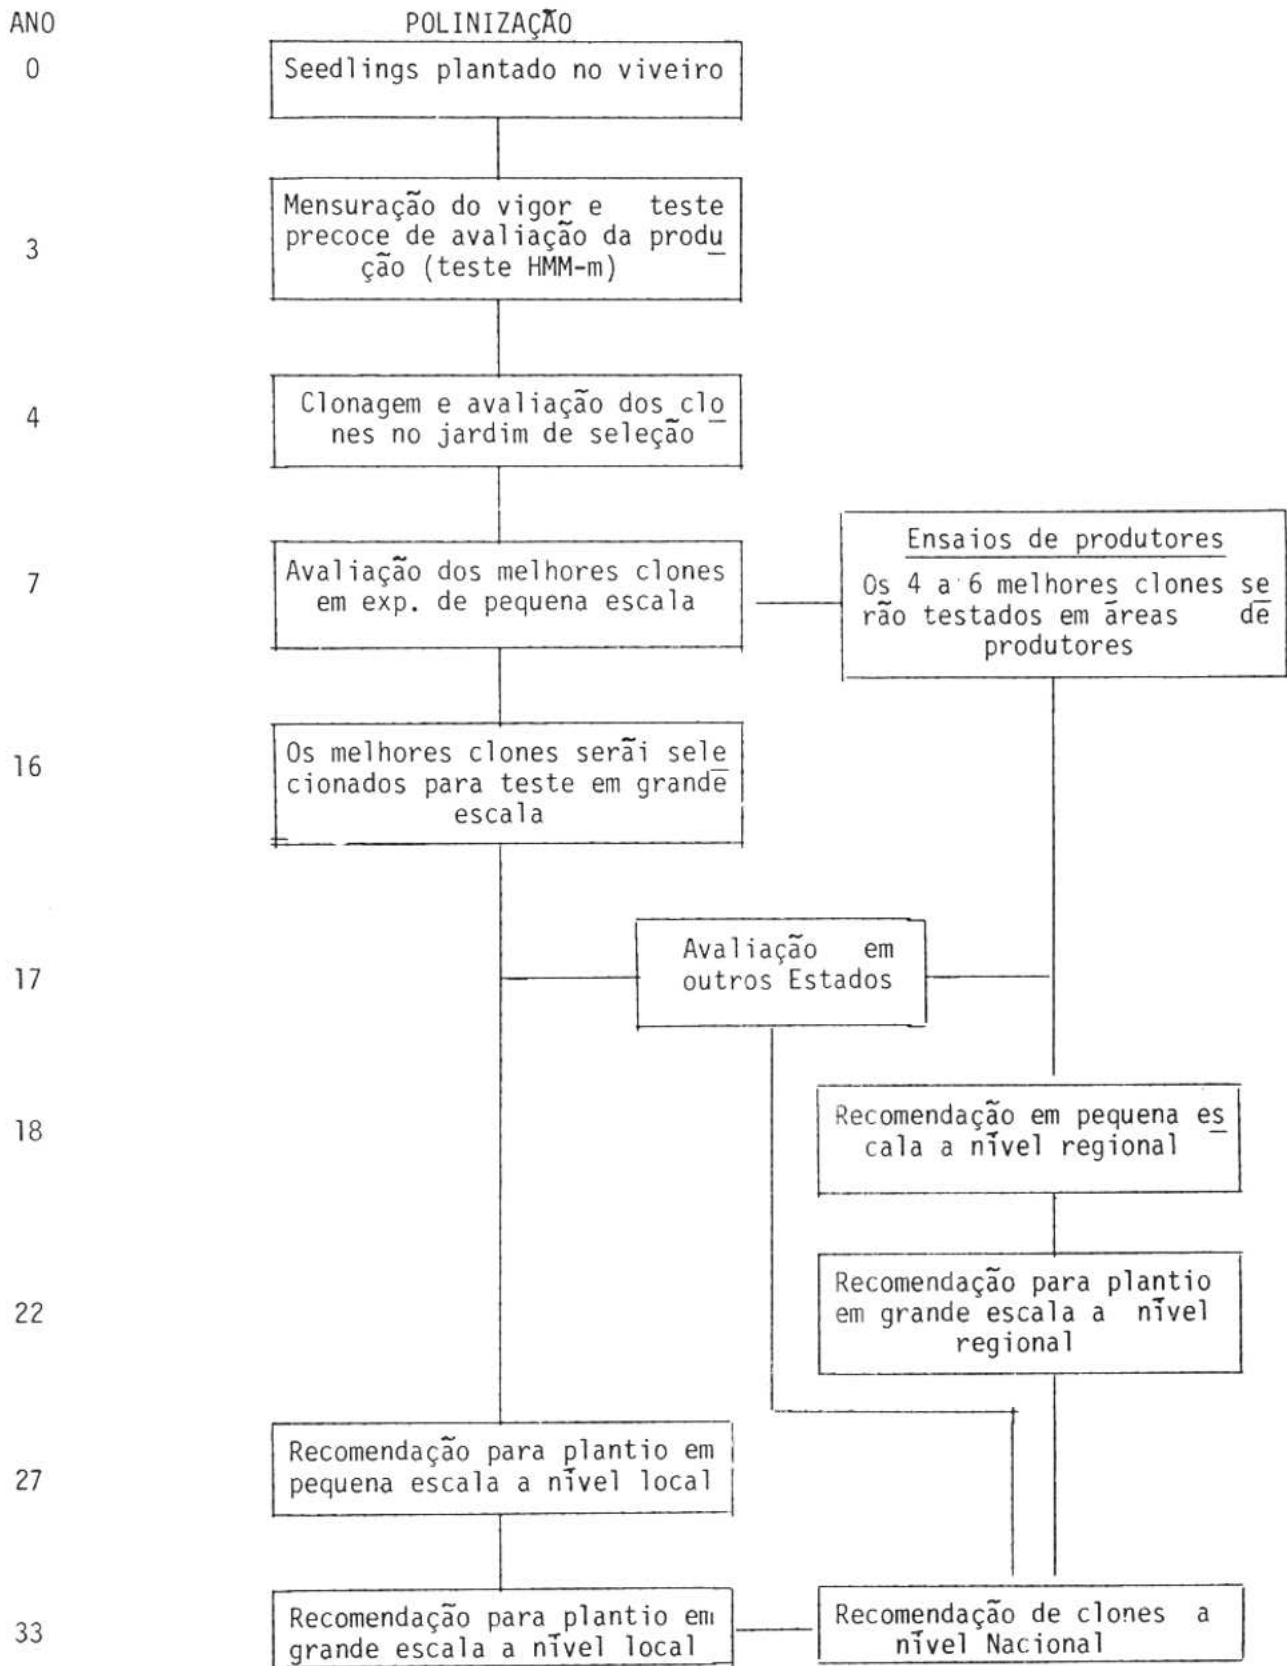 ANO POLINIZAÇÃO
0 Seedlings plantado no viveiro
Mensuração do vigor e teste
3 precoce de avaliação da produ
ção (teste HMM-m)
4 Clonagem e avaliação dos clo
nes no jardim de seleção
7 Avaliação dos melhores clones
em exp. de pequena escala
Ensaios de produtores
Os 4 a 6 melhores clones se
rão testados em áreas de
produtores
16 Os melhores clones serãi sele
cionados para teste em grande
escala
17 Avaliação em
outros Estados
18 Recomendação em pequena es
cala a nível regional
22 Recomendação para plantio
em grande escala a nível
regional
27 Recomendação para plantio em
pequena escala a nível local
33 Recomendação para plantio em
grande escala a nível local
Recomendação de clones a
nível Nacional